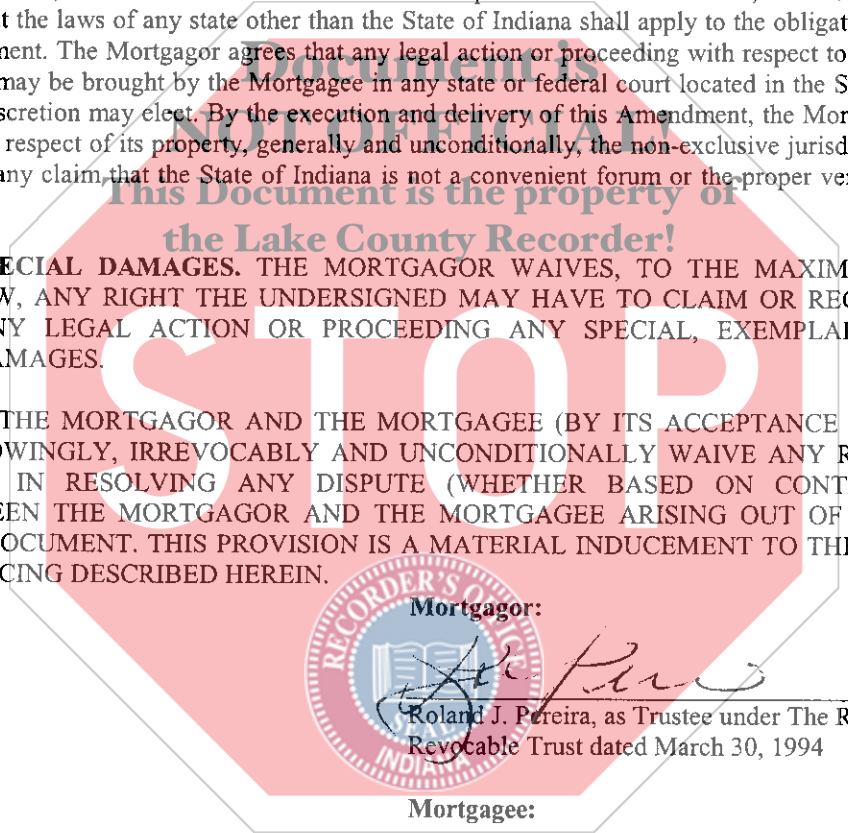 t the laws of any state other than the State of Indiana shall apply to the obligat
nent. The Mortgagor agrees that any legal action or proceeding with respect to
may be brought by the Mortgagee in any state or federal court located in the S
scretion may elect. By the execution and delivery of this Amendment, the Mor
respect of its property, generally and unconditionally, the non-exclusive jurisd
any claim that the State of Indiana is not a convenient forum or the proper ve
Document is
NOT OFFICIAL!
This Document is the property of
the Lake County Recorder!
STOP
ECIAL DAMAGES. THE MORTGAGOR WAIVES, TO THE MAXIM
W, ANY RIGHT THE UNDERSIGNED MAY HAVE TO CLAIM OR REC
NY LEGAL ACTION OR PROCEEDING ANY SPECIAL, EXEMPLA
AMAGES.
THE MORTGAGOR AND THE MORTGAGEE (BY ITS ACCEPTANCE
OWINGLY, IRREVOCABLY AND UNCONDITIONALLY WAIVE ANY R
IN RESOLVING ANY DISPUTE (WHETHER BASED ON CONT
EEN THE MORTGAGOR AND THE MORTGAGEE ARISING OUT OF
OCUMENT. THIS PROVISION IS A MATERIAL INDUCEMENT TO THE
CING DESCRIBED HEREIN.
RECORDER'S OFFICE
SEAL
INDIANA
Mortgagor:
Roland J. Pereira, as Trustee under The R
Revocable Trust dated March 30, 1994
Mortgagee: